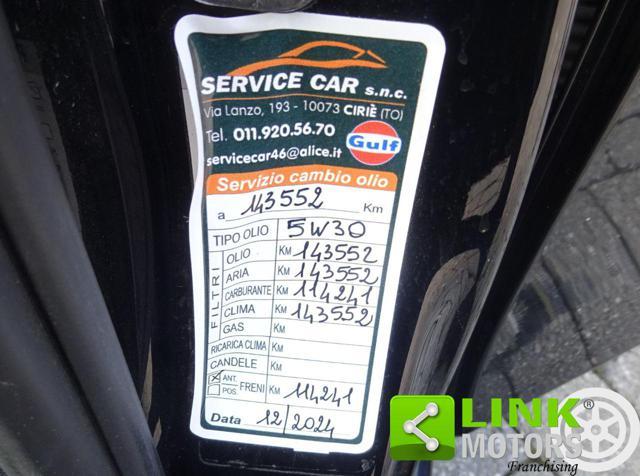 SERVICE CAR s.n.c.
Via Lanzo, 193 - 10073 CIRIÈ (TO)
Tel. 011.920.56.70
servicecar46@alice.it
Gulf
Servizio cambio olio
a 143552 Km
TIPO OLIO 5W30
FILTRI
OLIO KM 143552
ARIA KM 143552
CARBURANTE KM 114241
CLIMA KM 143552
GAS KM
RICARICA CLIMA KM
CANDELE KM
ANT. POS. FRENI KM 114241
Data 12/2024
LINK
MOTORS
Franchising